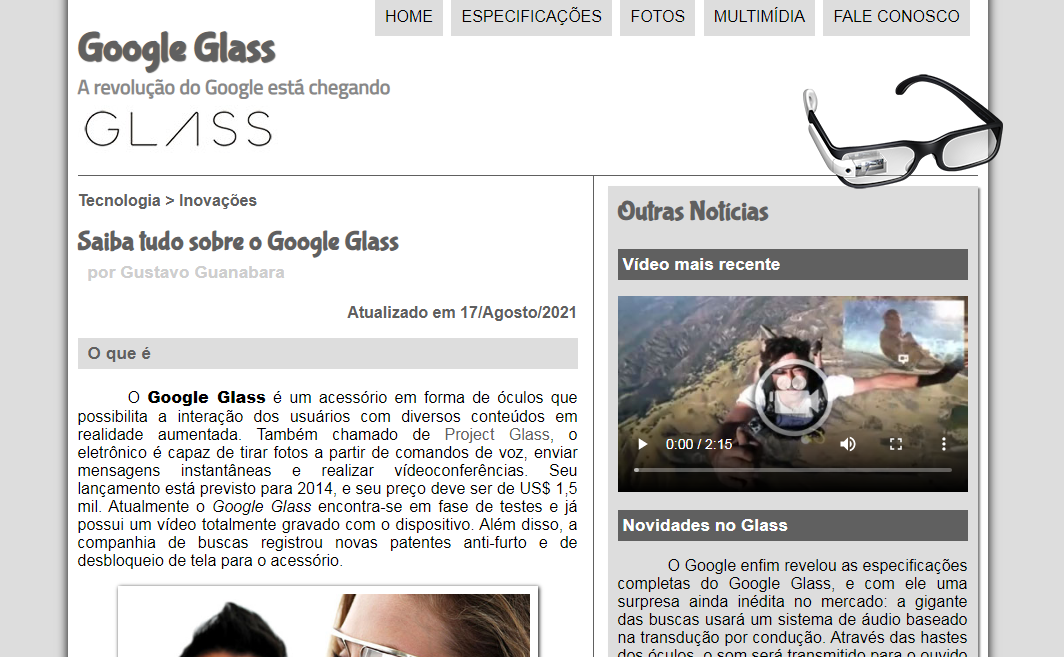 HOME ESPECIFICAÇÕES FOTOS MULTIMÍDIA FALE CONOSCO
Google Glass
A revolução do Google está chegando
GLASS
Tecnologia > Inovações
Saiba tudo sobre o Google Glass
por Gustavo Guanabara
Atualizado em 17/Agosto/2021
O que é
O Google Glass é um acessório em forma de óculos que
possibilita a interação dos usuários com diversos conteúdos em
realidade aumentada. Também chamado de Project Glass, o
eletrônico é capaz de tirar fotos a partir de comandos de voz, enviar
mensagens instantâneas e realizar vídeoconferências. Seu
lançamento está previsto para 2014, e seu preço deve ser de US$ 1,5
mil. Atualmente o Google Glass encontra-se em fase de testes e já
possui um vídeo totalmente gravado com o dispositivo. Além disso, a
companhia de buscas registrou novas patentes anti-furto e de
desbloqueio de tela para o acessório.
Outras Notícias
Vídeo mais recente
0:00 / 2:15
Novidades no Glass
O Google enfim revelou as especificações
completas do Google Glass, e com ele uma
surpresa ainda inédita no mercado: a gigante
das buscas usará um sistema de áudio baseado
na transdução por condução. Através das hastes
dos óculos, o som será transmitido para o ouvido